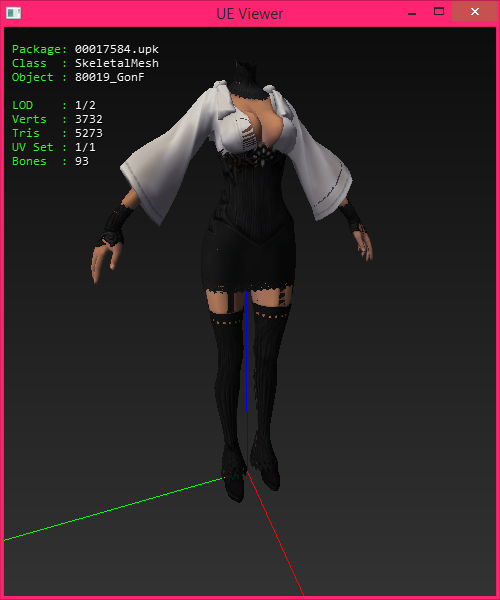 UE Viewer
Package: 00017584.upk
Class : SkeletalMesh
Object : 80019_GonF
LOD : 1/2
Verts : 3732
Tris : 5273
UV Set : 1/1
Bones : 93